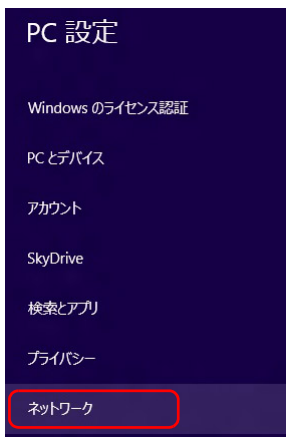 PC 設定
Windows のライセンス認証
PC とデバイス
アカウント
SkyDrive
検索とアプリ
プライバシー
ネットワーク